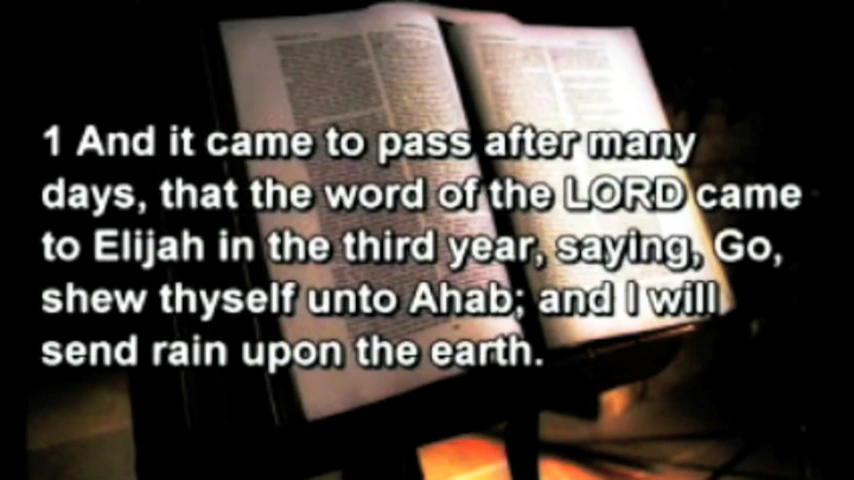 1 And it came to pass after many
days, that the word of the LORD came
to Elijah in the third year, saying, Go,
shew thyself unto Ahab; and I will
send rain upon the earth.